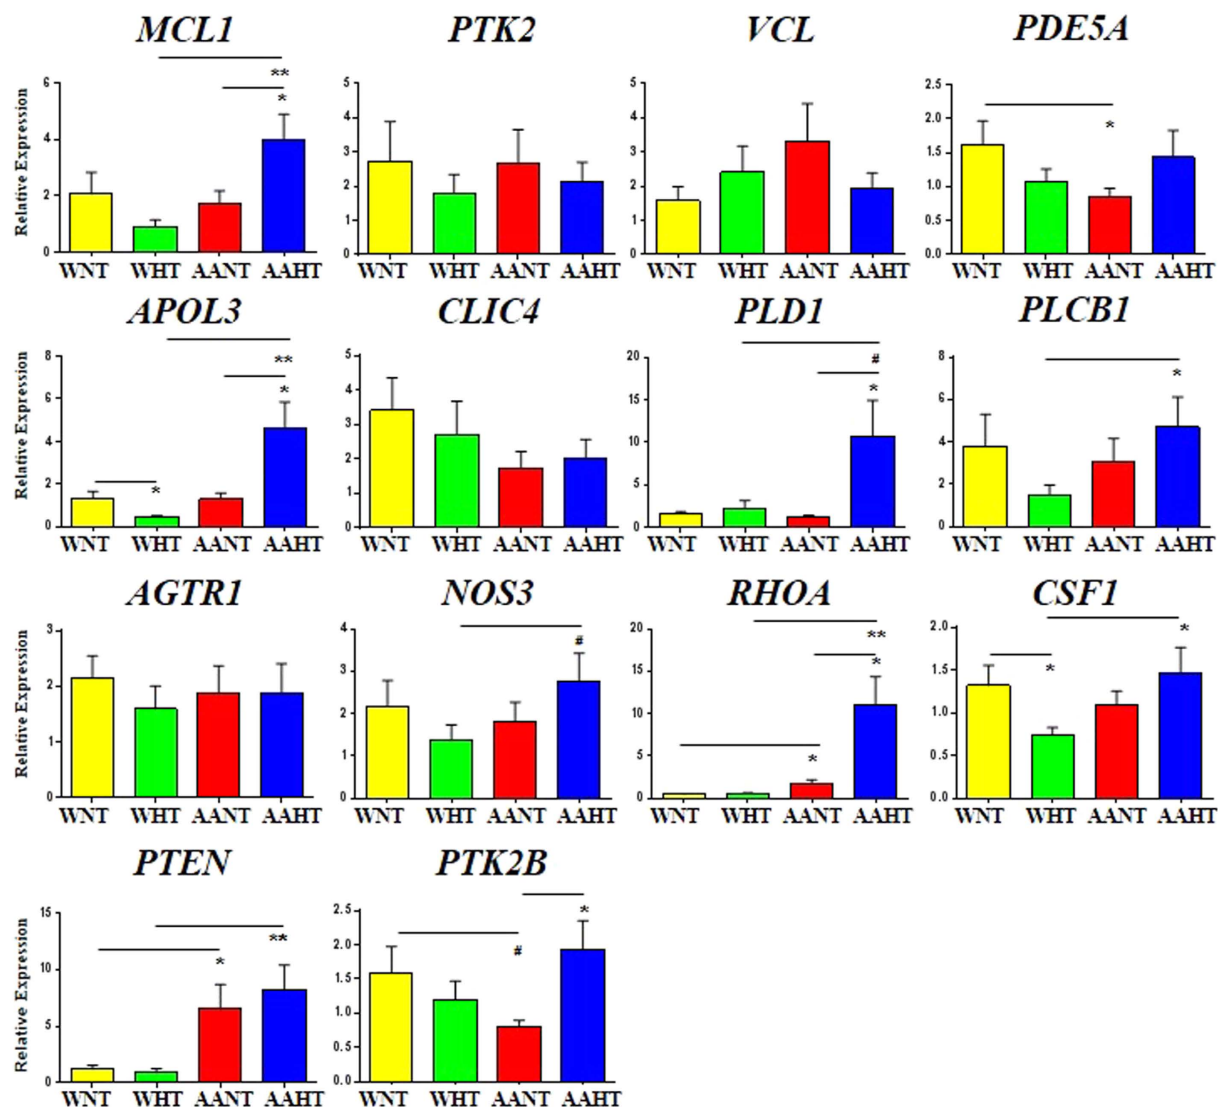 MCL1 PTK2 VCL PDE5A
Relative Expression
6 4 2 0
**
*
WNT WHT AANT AAHT
5 4 3 2 1 0
WNT WHT AANT AAHT
5 4 3 2 1 0
WNT WHT AANT AAHT
2.5 2.0 1.5 1.0 0.5 0.0
*
WNT WHT AANT AAHT
APOL3 CLIC4 PLD1 PLCB1
Relative Expression
8 6 4 2 0
**
*
*
WNT WHT AANT AAHT
5 4 3 2 1 0
WNT WHT AANT AAHT
20 15 10 5 0
#
*
WNT WHT AANT AAHT
8 6 4 2 0
*
WNT WHT AANT AAHT
AGTR1 NOS3 RHOA CSF1
Relative Expression
3 2 1 0
WNT WHT AANT AAHT
4 3 2 1 0
#
WNT WHT AANT AAHT
20 15 10 5 0
**
*
*
WNT WHT AANT AAHT
2.0 1.5 1.0 0.5 0.0
*
*
WNT WHT AANT AAHT
PTEN PTK2B
Relative Expression
15 10 5 0
**
*
WNT WHT AANT AAHT
2.5 2.0 1.5 1.0 0.5 0.0
*
#
WNT WHT AANT AAHT